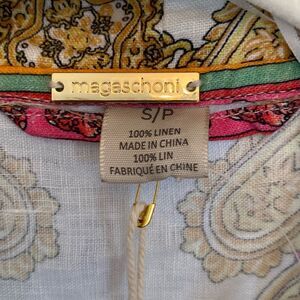 magaschoni
S/P
100% LINEN
MADE IN CHINA
100% LIN
FABRIQUÉ EN CHINE